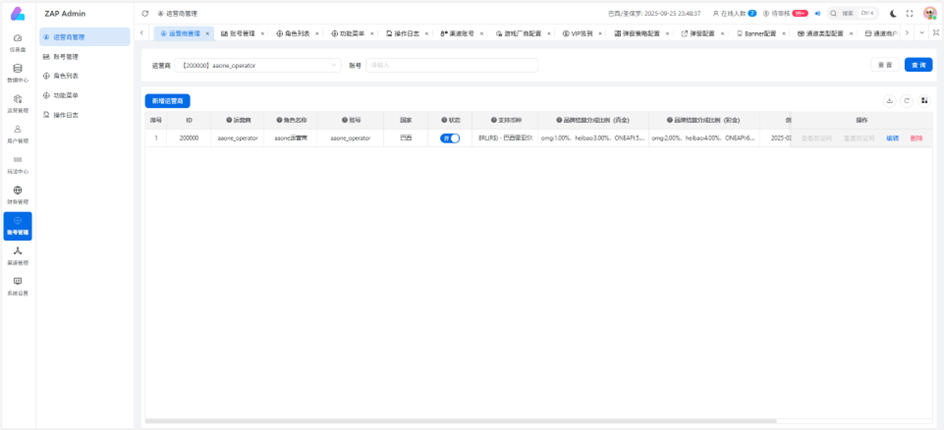 ZAP Admin
运营商管理
巴西/圣保罗: 2025-09-23 23:48:37
在线人数 2
待审核 99+
搜索
仪表盘
数据中心
运营管理
用户管理
玩法中心
财务管理
账号管理
渠道管理
系统设置
运营商管理
账号管理
角色列表
功能菜单
操作日志
运营商管理 × 账号管理 × 角色列表 × 功能菜单 × 操作日志 × 渠道账号 × 游戏厂商配置 × VIP签到 × 弹窗策略配置 × 弹窗配置 × Banner配置 × 通道类型配置 × 通道商户
运营商 【200000】aaone_operator 账号 请输入 重置 查询
新增运营商
序号 ID 运营商 角色名称 账号 国家 状态 支持币种 品牌给量分成比例（真金） 品牌给量分成比例（彩金） 创 操作
1 200000 aaone_operator aaone运营商 aaone_operator 巴西 开 BRL(R$) - 巴西雷亚尔 omg:1.00%、heibao:3.00%、ONEAPI:5... omg:2.00%、heibao:4.00%、ONEAPI:6... 2025-0 查看验证码 重置验证码 编辑 删除